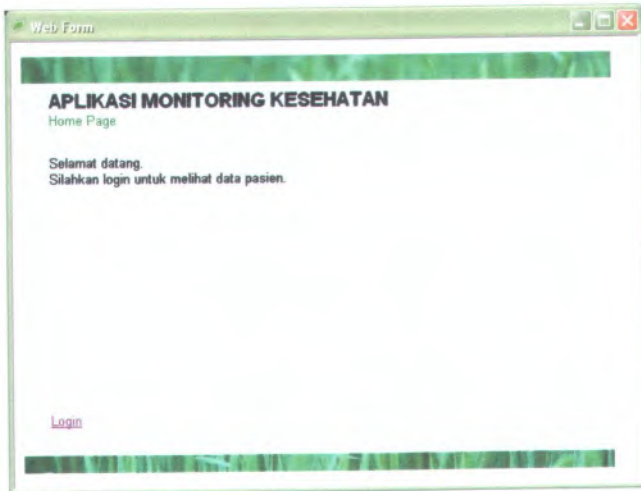 Web Form
APLIKASI MONITORING KESEHATAN
Home Page
Selamat datang.
Silahkan login untuk melihat data pasien.
Login